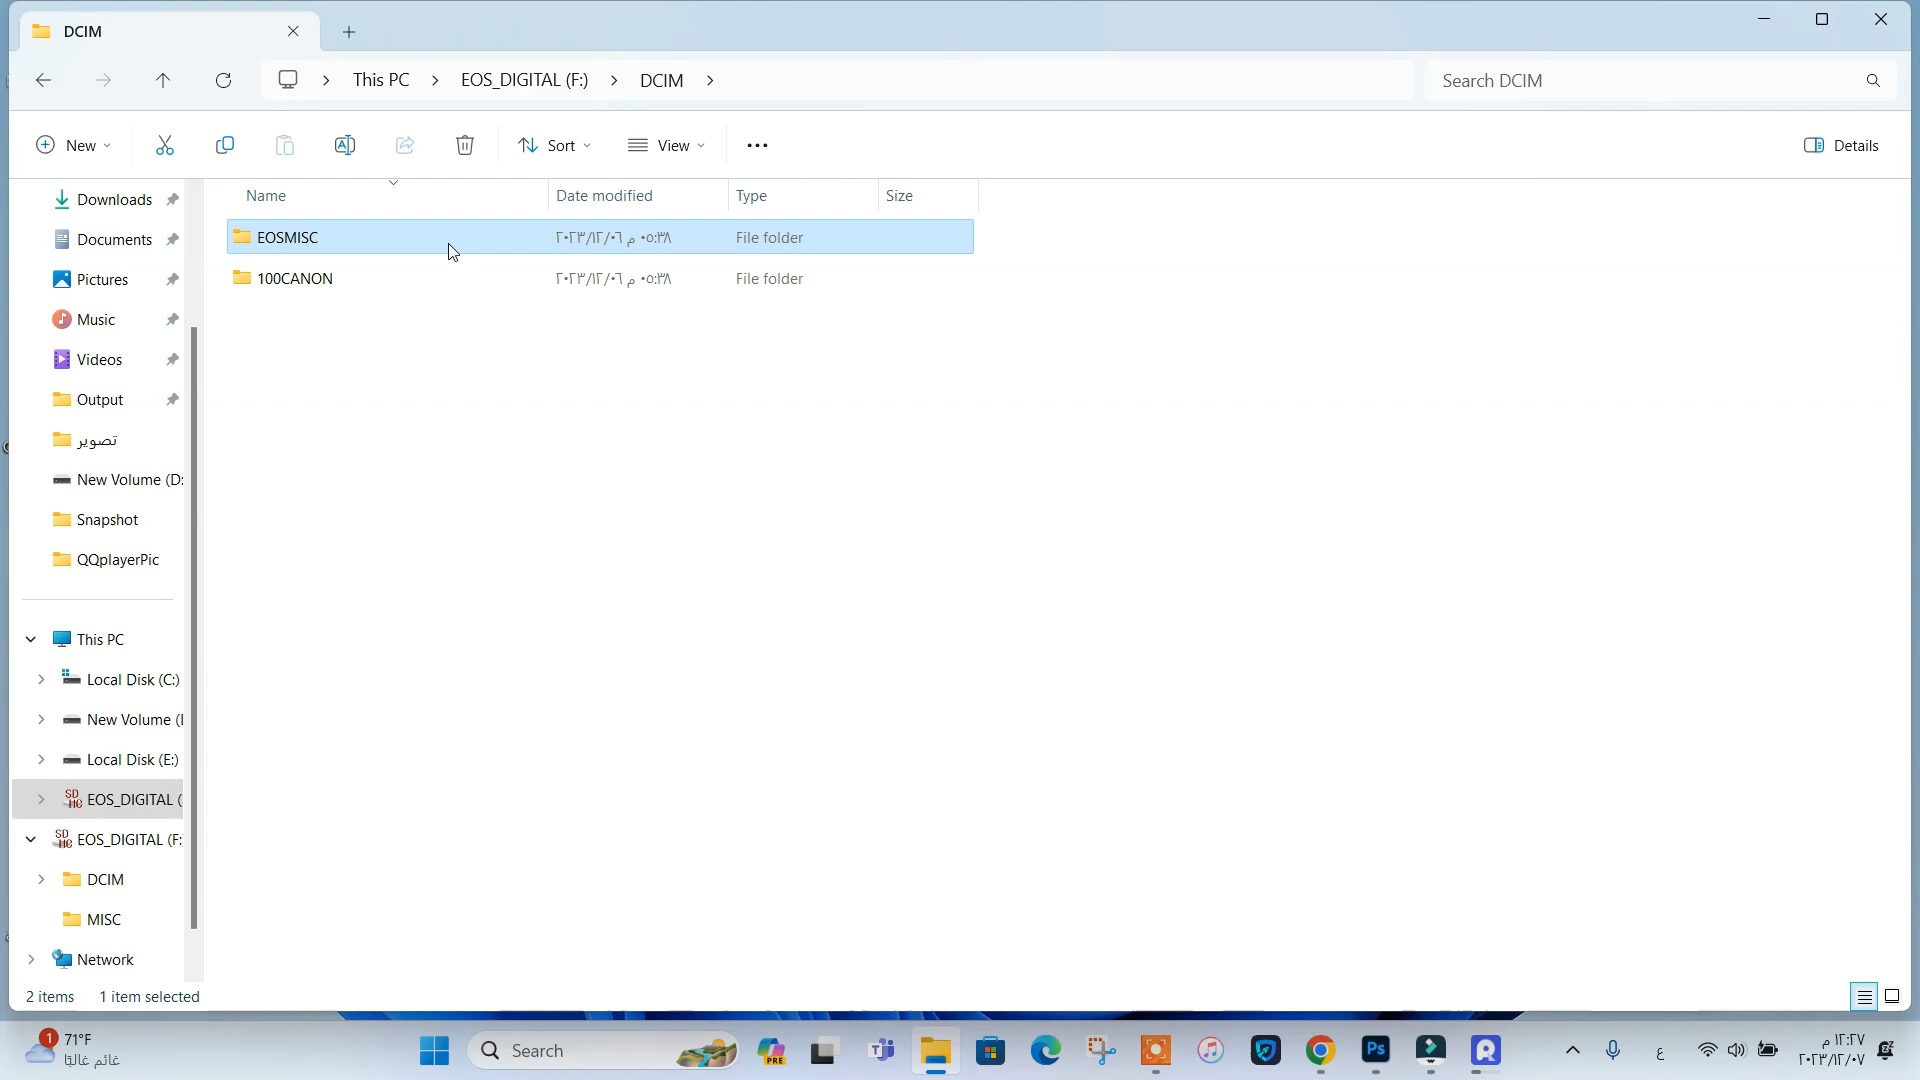 DCIM
This PC
EOS_DIGITAL (F:)
DCIM
Search DCIM
New
Sort
View
Details
Name
Date modified
Type
Size
EOSMISC
٢٠٢٣/١٢/٠٦ م ٠٥:٣٨
File folder
100CANON
٢٠٢٣/١٢/٠٦ م ٠٥:٣٨
File folder
Downloads
Documents
Pictures
Music
Videos
Output
تصوير
New Volume (D:
Snapshot
QQplayerPic
This PC
Local Disk (C:)
New Volume (
Local Disk (E:)
EOS_DIGITAL (
EOS_DIGITAL (F:
DCIM
MISC
Network
2 items
1 item selected
1
71°F
غائم غالبًا
Search
PRE
Ps
ع
١٢:٢٧ م
٢٠٢٣/١٢/٠٧